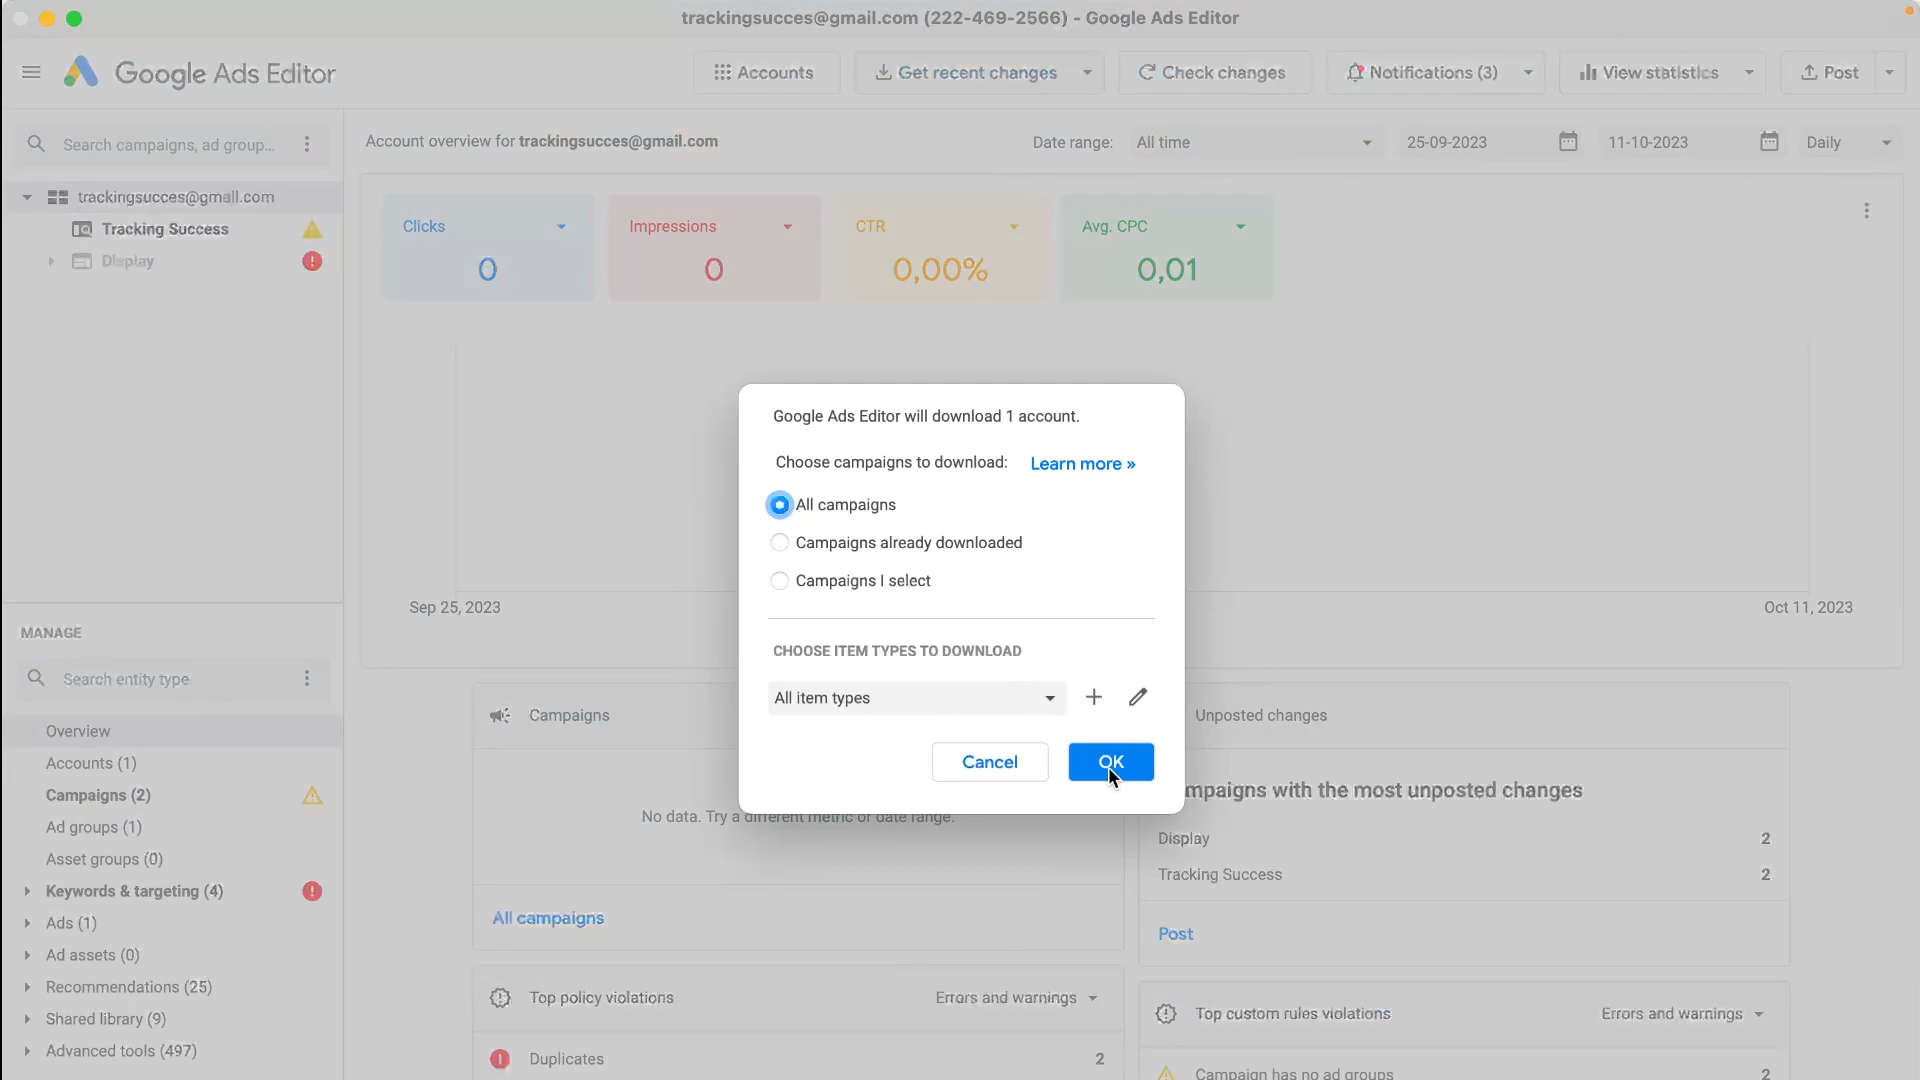 trackingsucces@gmail.com (222-469-2566) - Google Ads Editor
Google Ads Editor
Accounts
Get recent changes
Check changes
Notifications (3)
View statistics
Post
Search campaigns, ad group...
Account overview for trackingsucces@gmail.com
Date range:
All time
25-09-2023
11-10-2023
Daily
trackingsucces@gmail.com
Tracking Success
Display
Clicks
0
Impressions
0
CTR
0,00%
Avg. CPC
0,01
Sep 25, 2023
Oct 11, 2023
Google Ads Editor will download 1 account.
Choose campaigns to download:
Learn more »
All campaigns
Campaigns already downloaded
Campaigns I select
CHOOSE ITEM TYPES TO DOWNLOAD
All item types
Cancel
OK
MANAGE
Search entity type
Overview
Accounts (1)
Campaigns (2)
Ad groups (1)
Asset groups (0)
Keywords & targeting (4)
Ads (1)
Ad assets (0)
Recommendations (25)
Shared library (9)
Advanced tools (497)
Campaigns
No data. Try a different metric or date range.
All campaigns
Unposted changes
mpaigns with the most unposted changes
Display
2
Tracking Success
2
Post
Top policy violations
Errors and warnings
Duplicates
2
Top custom rules violations
Errors and warnings
Campaign has no ad groups
2